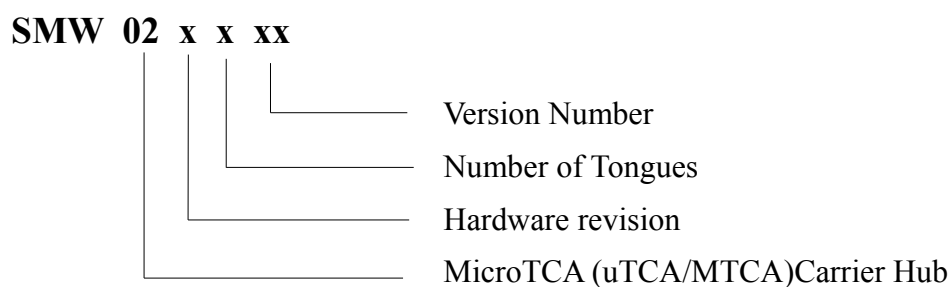 SMW 02 x x xx
Version Number
Number of Tongues
Hardware revision
MicroTCA (uTCA/MTCA)Carrier Hub